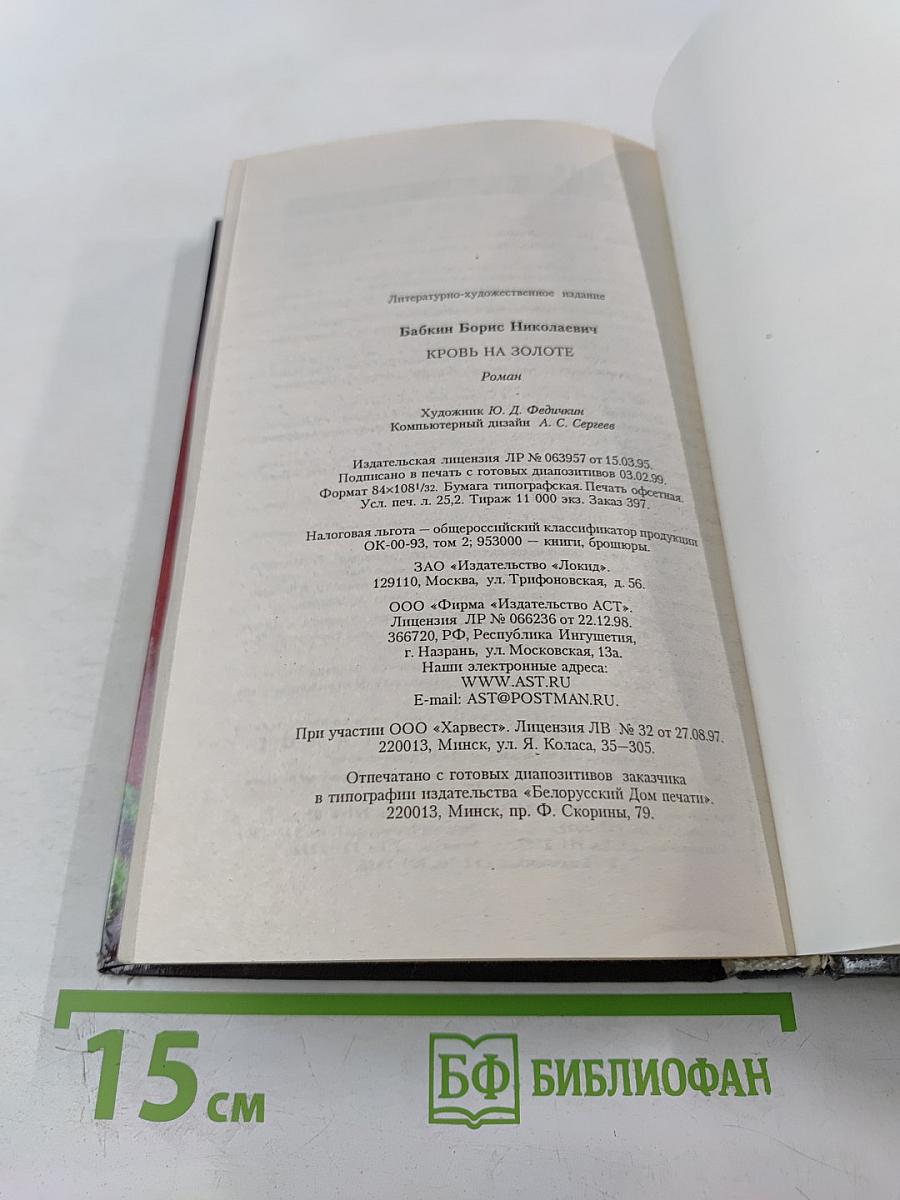 Литературно-художественное издание
Бабкин Борис Николаевич
КРОВЬ НА ЗОЛОТЕ
Роман
Художник Ю. Д. Федичкин
Компьютерный дизайн А. С. Сергеев
Издательская лицензия ЛР № 063957 от 15.03.95.
Подписано в печать с готовых диапозитивов 03.02.99.
Формат 84×108¹/₃₂. Бумага типографская. Печать офсетная.
Усл. печ. л. 25,2. Тираж 11 000 экз. Заказ 397.
Налоговая льгота — общероссийский классификатор продукции
ОК-00-93, том 2; 953000 — книги, брошюры.
ЗАО «Издательство «Локид».
129110, Москва, ул. Трифоновская, д. 56.
ООО «Фирма «Издательство АСТ».
Лицензия ЛР № 066236 от 22.12.98.
366720, РФ, Республика Ингушетия,
г. Назрань, ул. Московская, 13а.
Наши электронные адреса:
WWW.AST.RU
E-mail: AST@POSTMAN.RU.
При участии ООО «Харвест». Лицензия ЛВ № 32 от 27.08.97.
220013, Минск, ул. Я. Коласа, 35—305.
Отпечатано с готовых диапозитивов заказчика
в типографии издательства «Белорусский Дом печати».
220013, Минск, пр. Ф. Скорины, 79.
15 см
БФ БИБЛИОФАН